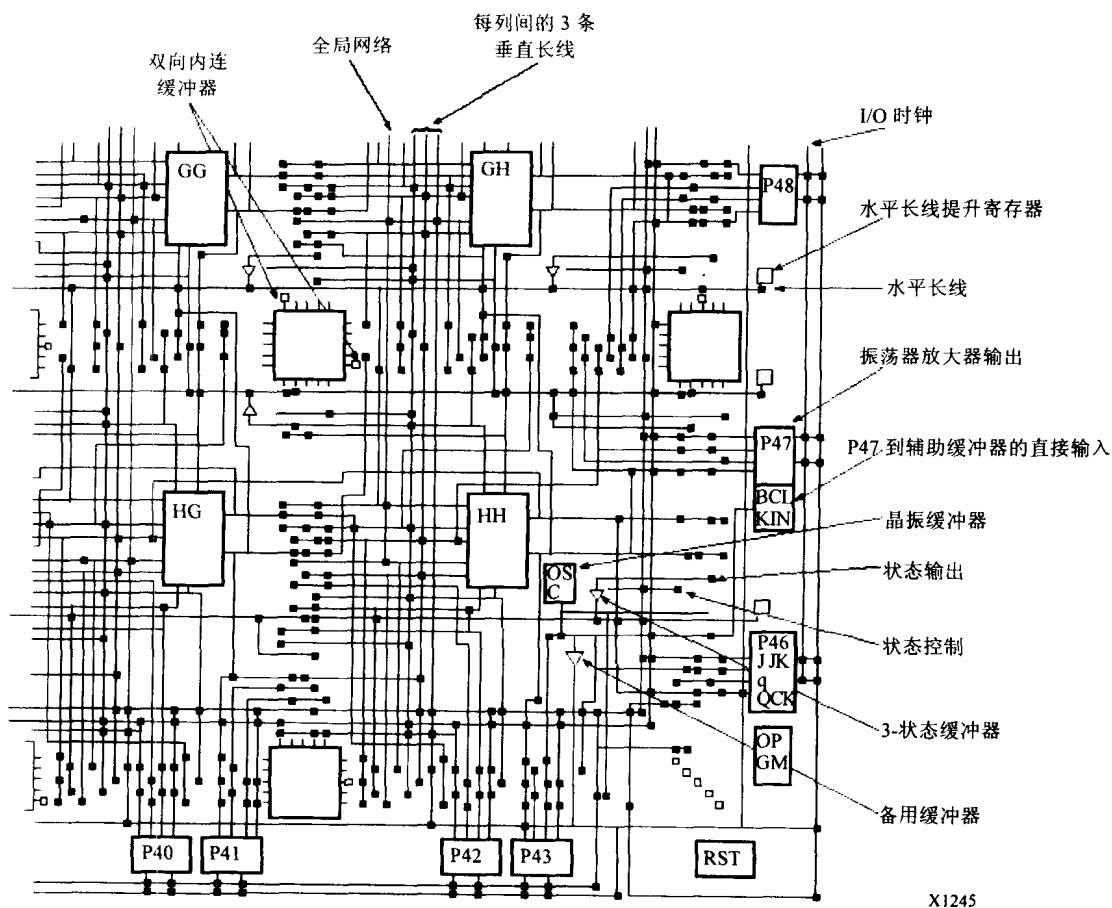 每列间的 3 条
垂直长线
全局网络
双向内连
缓冲器
I/O 时钟
GG
GH
P48
水平长线提升寄存器
水平长线
振荡器放大器输出
P47
P47到辅助缓冲器的直接输入
BCL
KIN
HG
HH
晶振缓冲器
OS
C
状态输出
状态控制
P46
JJK
q
QCK
3-状态缓冲器
OP
GM
备用缓冲器
P40
P41
P42
P43
RST
X1245